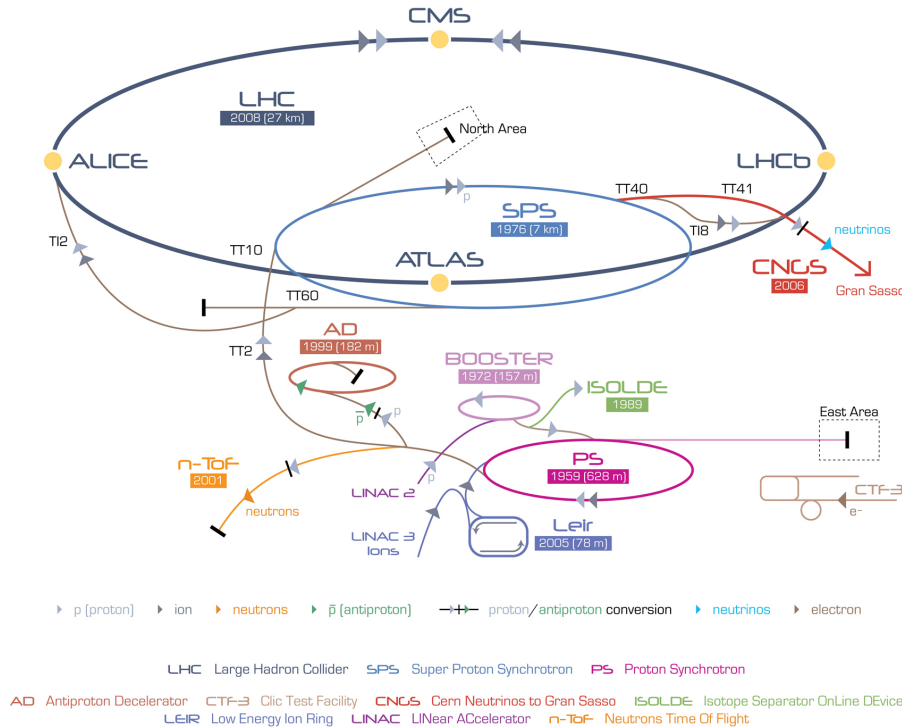 CMS
LHC
2008 (27 km)
North Area
ALICE
LHCb
TT40
TT41
p
SPS
1976 (7 km)
TI8
neutrinos
TI2
TT10
ATLAS
CNGS
2006
Gran Sasso
TT60
AD
1999 (182 m)
TT2
BOOSTER
1972 (157 m)
ISOLDE
1989
p̅
p
East Area
n-ToF
2001
PS
1959 (628 m)
LINAC 2
p
neutrons
CTF-3
e-
LINAC 3
Ions
Leir
2005 (78 m)
p (proton) ion neutrons p̅ (antiproton) proton/antiproton conversion neutrinos electron
LHC Large Hadron Collider SPS Super Proton Synchrotron PS Proton Synchrotron
AD Antiproton Decelerator CTF-3 Clic Test Facility CNGS Cern Neutrinos to Gran Sasso ISOLDE Isotope Separator OnLine DEvice
LEIR Low Energy Ion Ring LINAC LINear ACcelerator n-ToF Neutrons Time Of Flight